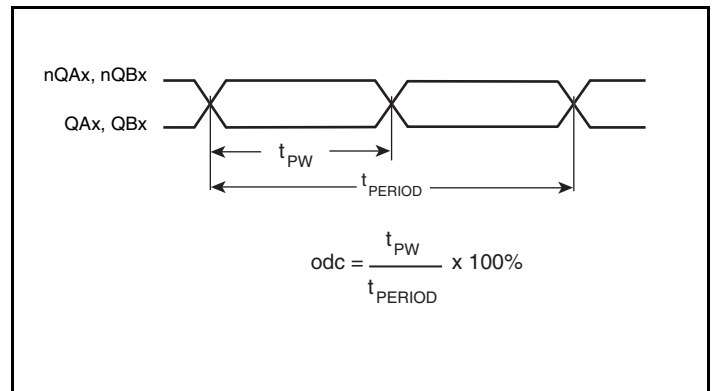 nQAx, nQBx
QAx, QBx
tPW
tPERIOD
odc = tPW / tPERIOD x 100%